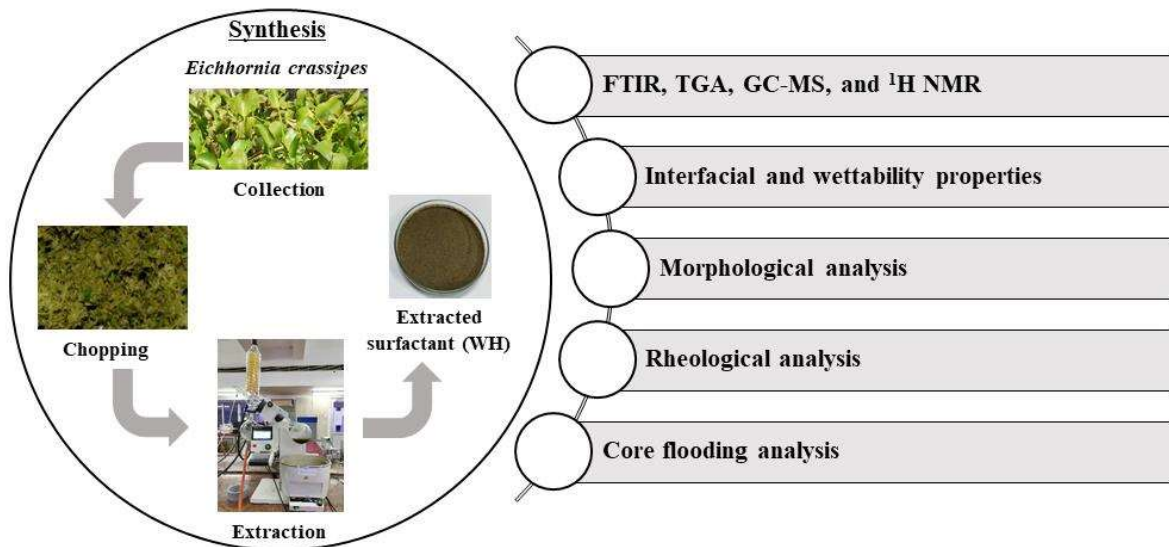 Synthesis
Eichhornia crassipes
Collection
Chopping
Extraction
Extracted
surfactant (WH)
FTIR, TGA, GC-MS, and ¹H NMR
Interfacial and wettability properties
Morphological analysis
Rheological analysis
Core flooding analysis